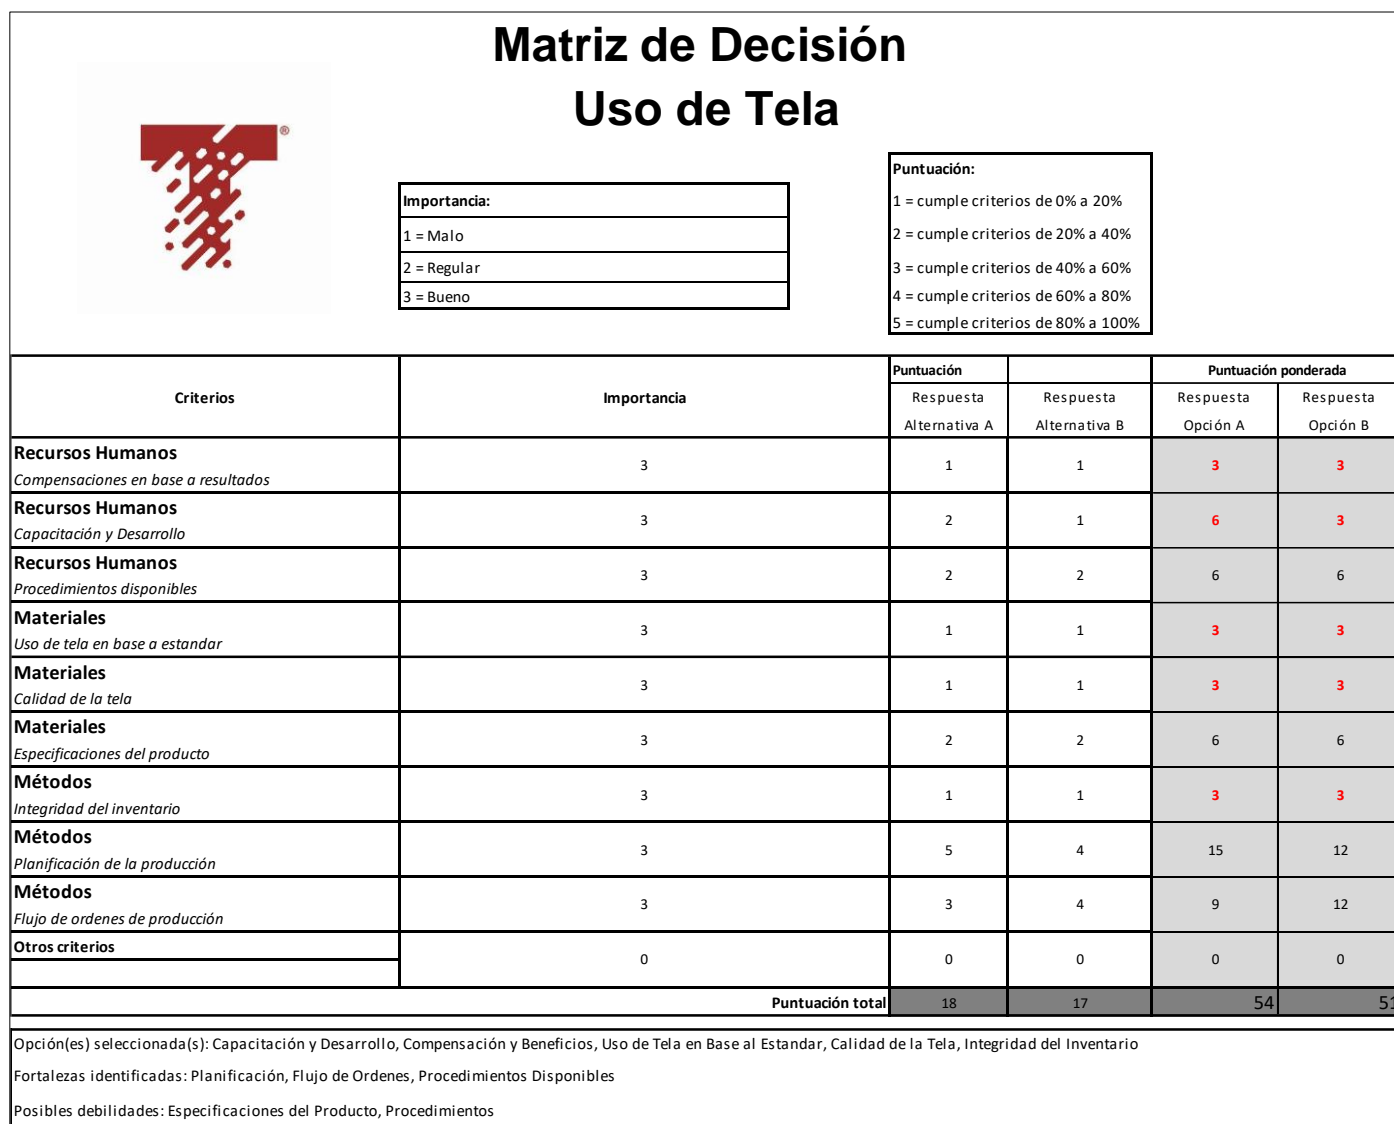 Matriz de Decisión
Uso de Tela
®
Importancia:
1 = Malo
2 = Regular
3 = Bueno
Puntuación:
1 = cumple criterios de 0% a 20%
2 = cumple criterios de 20% a 40%
3 = cumple criterios de 40% a 60%
4 = cumple criterios de 60% a 80%
5 = cumple criterios de 80% a 100%
Criterios Importancia Puntuación Puntuación ponderada
Respuesta Alternativa A Respuesta Alternativa B Respuesta Opción A Respuesta Opción B
Recursos Humanos
Compensaciones en base a resultados 3 1 1 3 3
Recursos Humanos
Capacitación y Desarrollo 3 2 1 6 3
Recursos Humanos
Procedimientos disponibles 3 2 2 6 6
Materiales
Uso de tela en base a estandar 3 1 1 3 3
Materiales
Calidad de la tela 3 1 1 3 3
Materiales
Especificaciones del producto 3 2 2 6 6
Métodos
Integridad del inventario 3 1 1 3 3
Métodos
Planificación de la producción 3 5 4 15 12
Métodos
Flujo de ordenes de producción 3 3 4 9 12
Otros criterios 0 0 0 0 0
Puntuación total 18 17 54 51
Opción(es) seleccionada(s): Capacitación y Desarrollo, Compensación y Beneficios, Uso de Tela en Base al Estandar, Calidad de la Tela, Integridad del Inventario
Fortalezas identificadas: Planificación, Flujo de Ordenes, Procedimientos Disponibles
Posibles debilidades: Especificaciones del Producto, Procedimientos